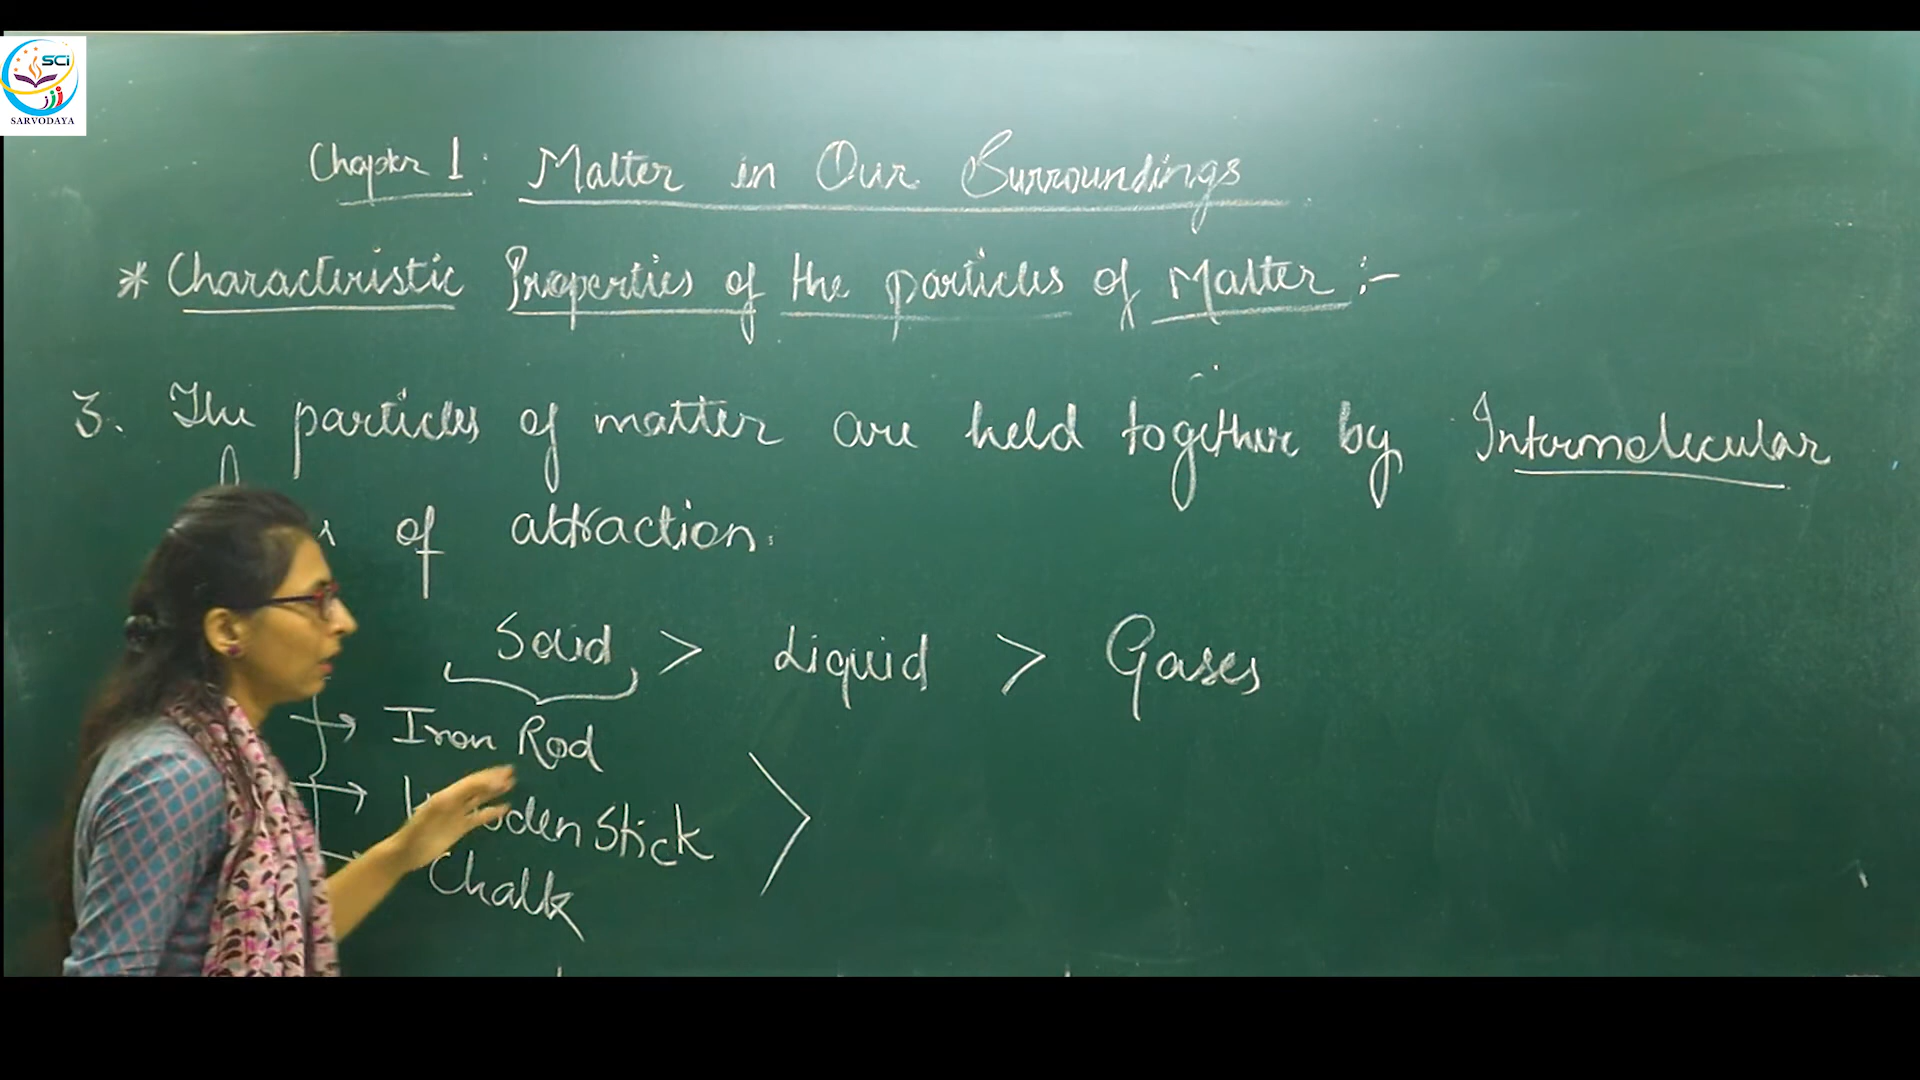 SCi
SARVODAYA
Chapter 1: Matter in Our Surroundings
* Characteristic Properties of the particles of Matter :-
3. The particles of matter are held together by Intermolecular
of attraction.
Solid > Liquid > Gases
Iron Rod
Stick
Chalk